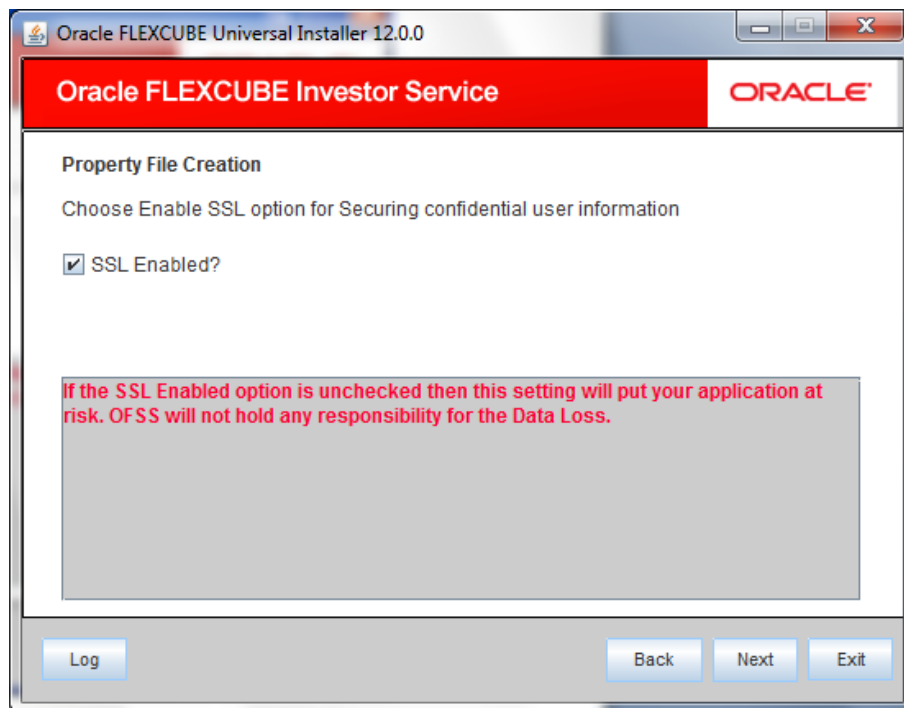 Oracle FLEXCUBE Universal Installer 12.0.0
Oracle FLEXCUBE Investor Service
ORACLE
Property File Creation
Choose Enable SSL option for Securing confidential user information
SSL Enabled?
If the SSL Enabled option is unchecked then this setting will put your application at
risk. OFSS will not hold any responsibility for the Data Loss.
Log
Back
Next
Exit